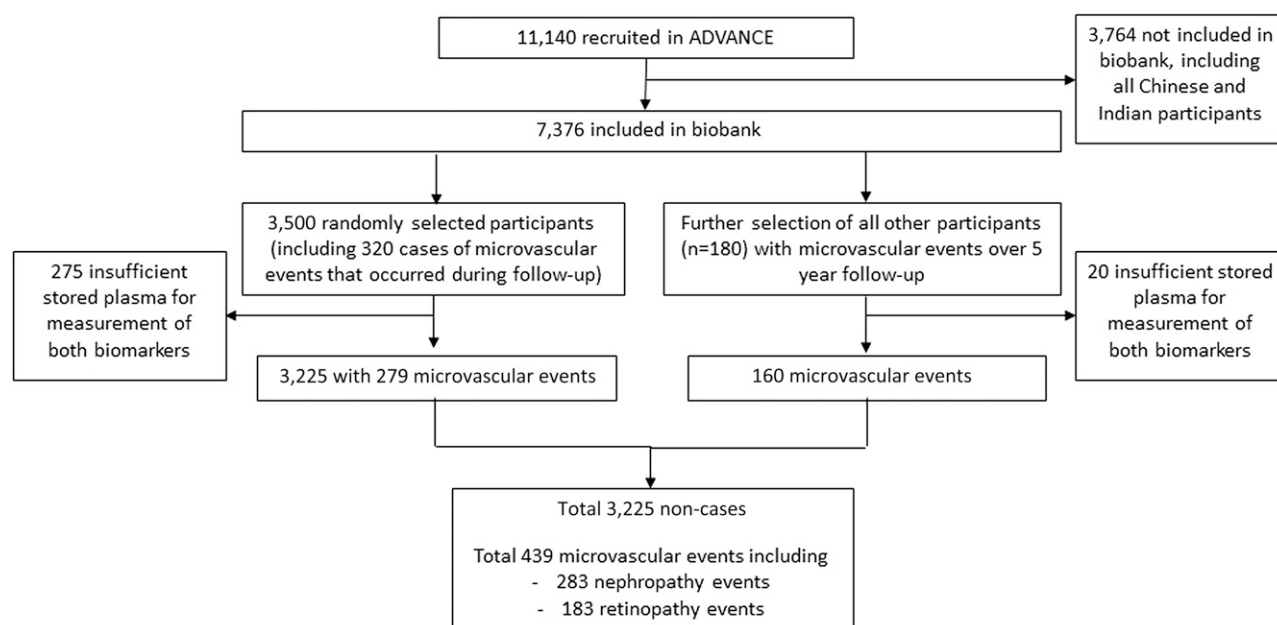 11,140 recruited in ADVANCE
3,764 not included in
biobank, including
all Chinese and
Indian participants
7,376 included in biobank
3,500 randomly selected participants
(including 320 cases of microvascular
events that occurred during follow-up)
Further selection of all other participants
(n=180) with microvascular events over 5
year follow-up
275 insufficient
stored plasma for
measurement of
both biomarkers
20 insufficient stored
plasma for
measurement of
both biomarkers
3,225 with 279 microvascular events
160 microvascular events
Total 3,225 non-cases
Total 439 microvascular events including
- 283 nephropathy events
- 183 retinopathy events